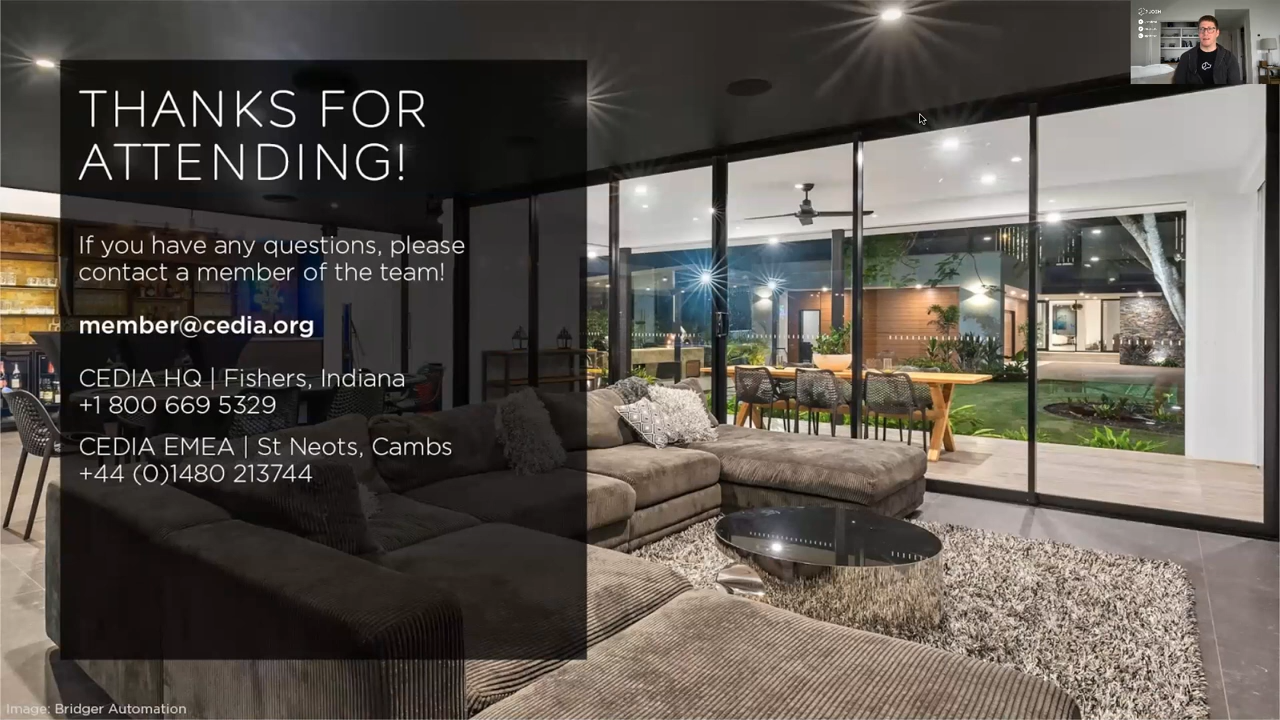 THANKS FOR
ATTENDING!
If you have any questions, please
contact a member of the team!
member@cedia.org
CEDIA HQ | Fishers, Indiana
+1 800 669 5329
CEDIA EMEA | St Neots, Cambs
+44 (0)1480 213744
Image: Bridger Automation